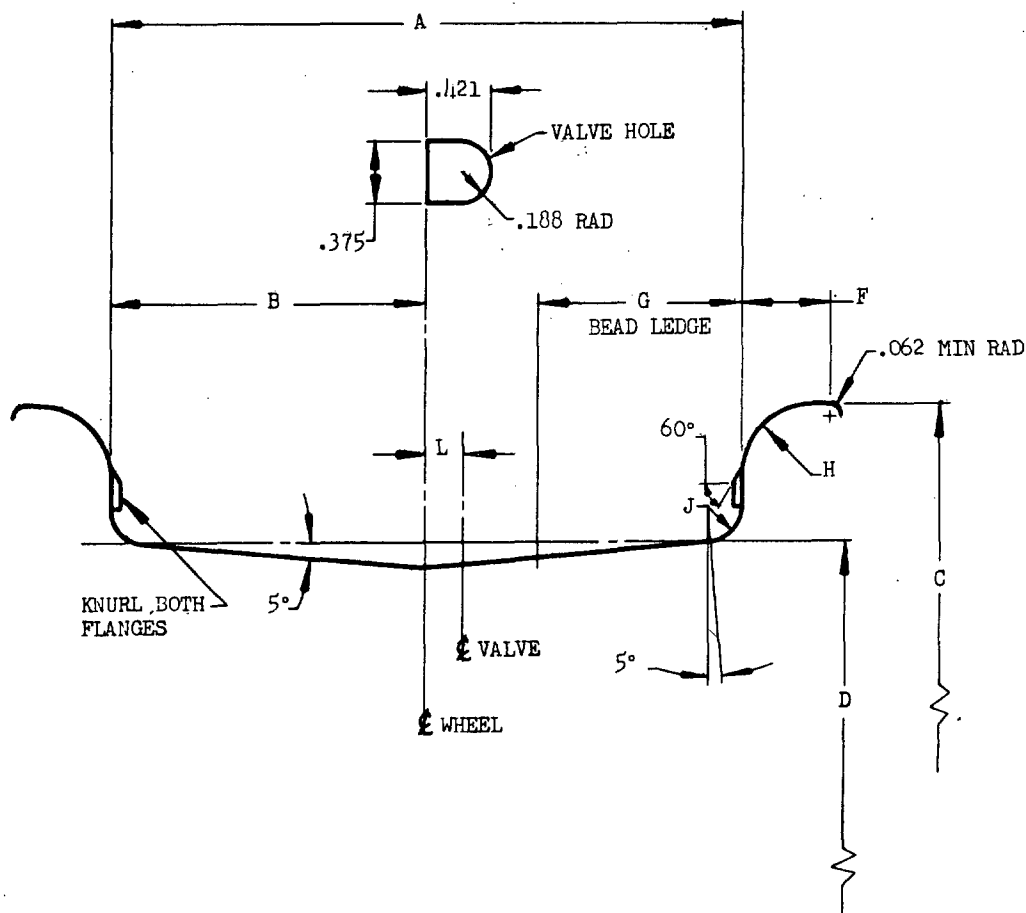 A
.421
VALVE HOLE
.188 RAD
.375
B
G
F
BEAD LEDGE
.062 MIN RAD
60°
L
H
J
C
KNURL BOTH
FLANGES
5°
℄ VALVE
5°
D
℄ WHEEL